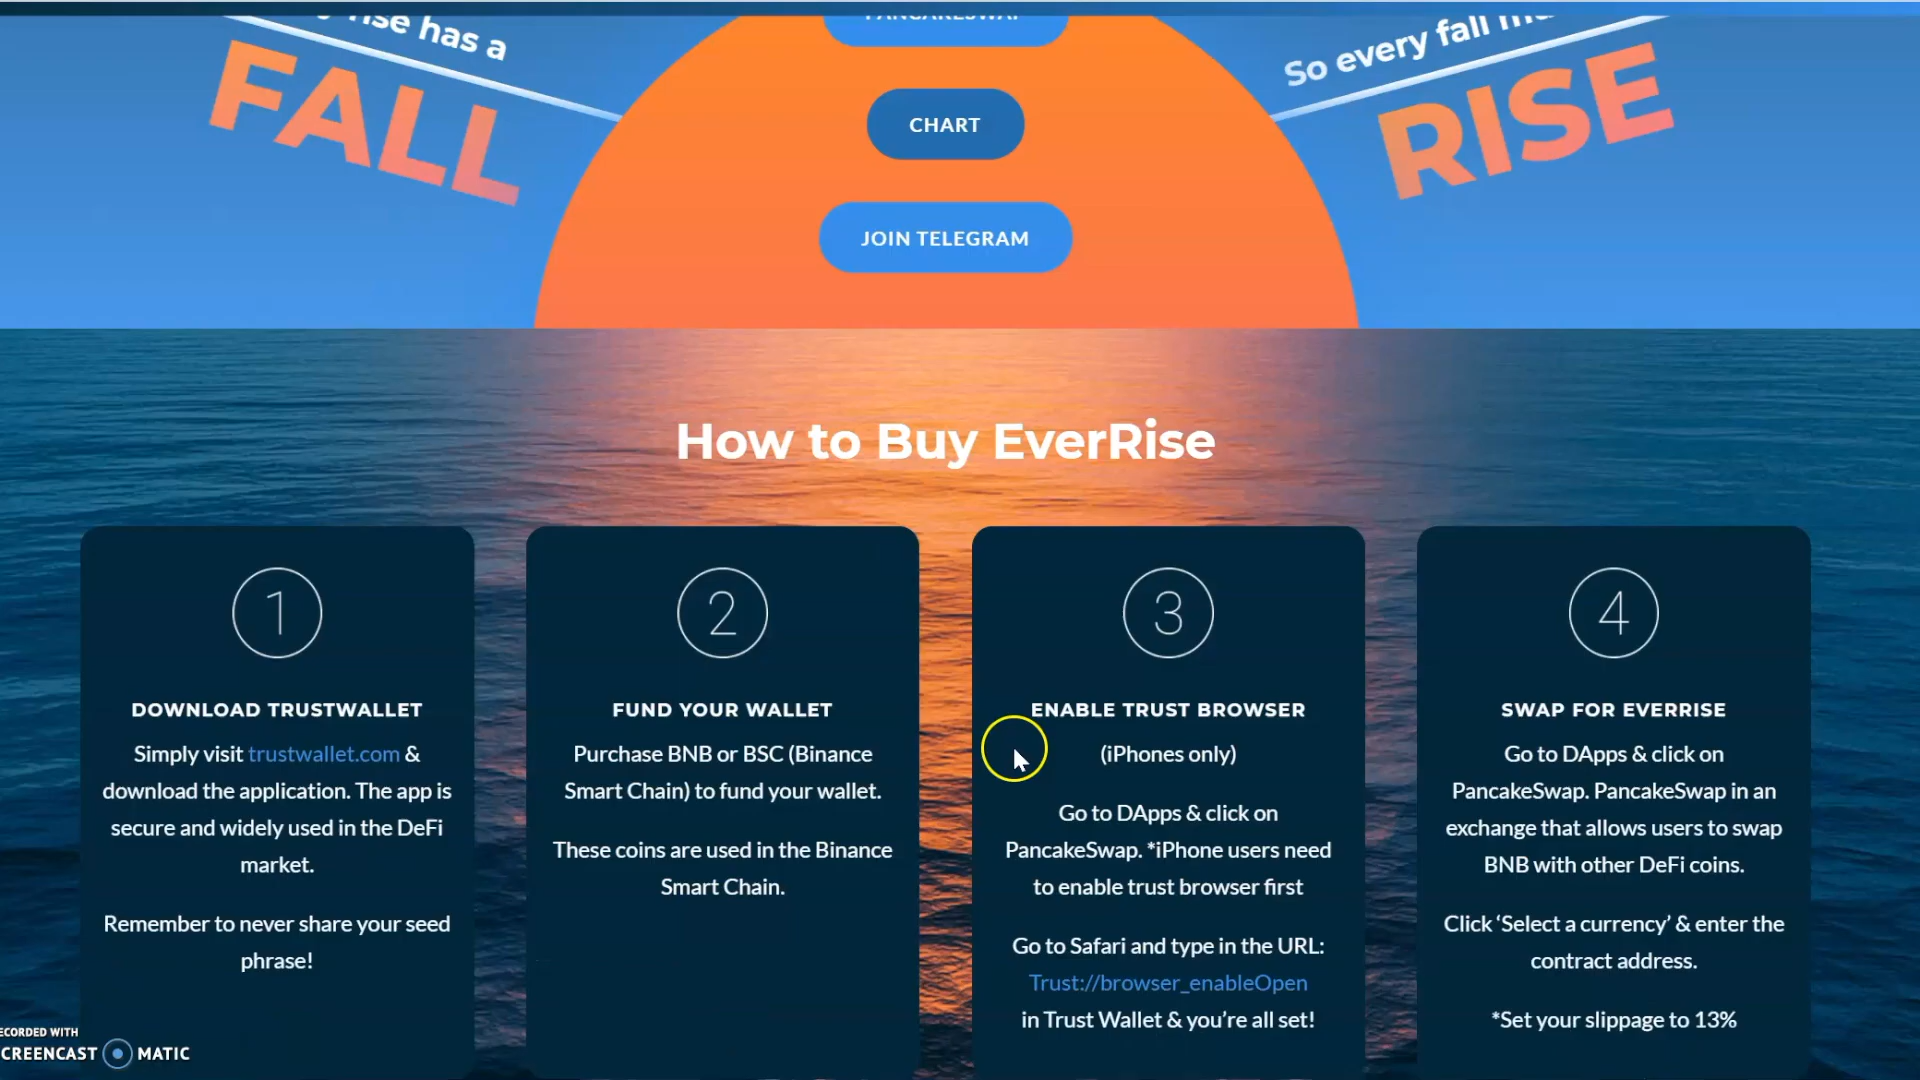 rise has a
FALL
So every fall
RISE
PANCAKESWAP
CHART
JOIN TELEGRAM
How to Buy EverRise
1
DOWNLOAD TRUSTWALLET
Simply visit trustwallet.com &
download the application. The app is
secure and widely used in the DeFi
market.
Remember to never share your seed
phrase!
2
FUND YOUR WALLET
Purchase BNB or BSC (Binance
Smart Chain) to fund your wallet.
These coins are used in the Binance
Smart Chain.
3
ENABLE TRUST BROWSER
(iPhones only)
Go to DApps & click on
PancakeSwap. *iPhone users need
to enable trust browser first
Go to Safari and type in the URL:
Trust://browser_enableOpen
in Trust Wallet & you're all set!
4
SWAP FOR EVERRISE
Go to DApps & click on
PancakeSwap. PancakeSwap in an
exchange that allows users to swap
BNB with other DeFi coins.
Click ‘Select a currency’ & enter the
contract address.
*Set your slippage to 13%
ECORDED WITH
CREENCAST MATIC